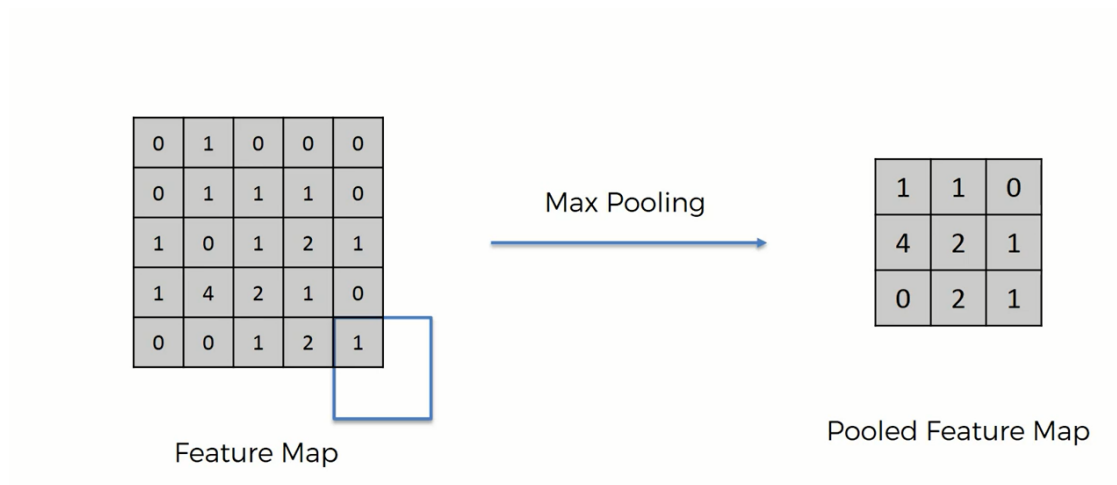 0 1 0 0 0
0 1 1 1 0
1 0 1 2 1
1 4 2 1 0
0 0 1 2 1
Feature Map
Max Pooling
1 1 0
4 2 1
0 2 1
Pooled Feature Map